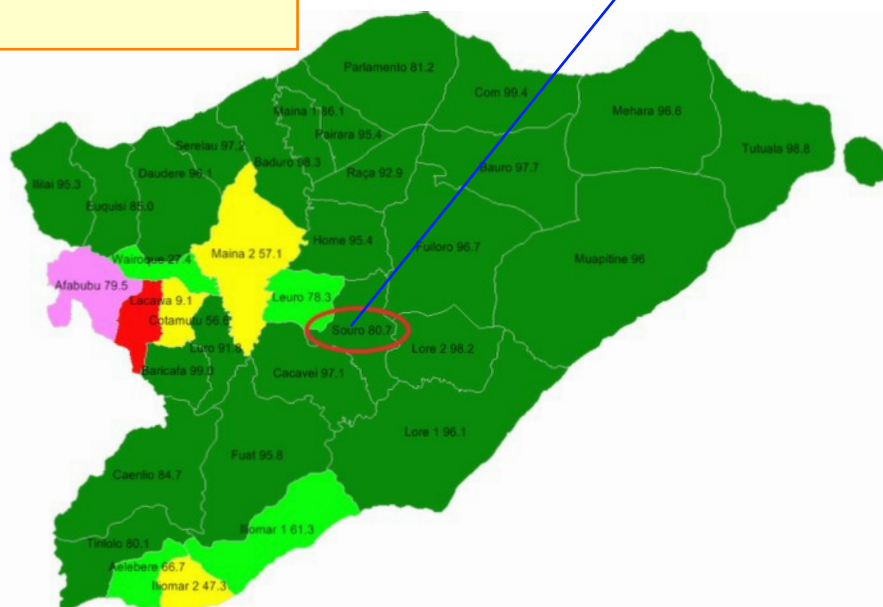 Parlamento 81.2
Com 99.4
Mehara 96.6
Maina 1 86.1
Pairara 95.4
Serelau 97.2
Tutuala 98.8
Baduro 98.3
Bauro 97.7
Daudere 96.1
Raça 92.9
Ililai 95.3
Euquisi 85.0
Home 95.4
Fuiloro 96.7
Maina 2 57.1
Wairoque 27.4
Muapitine 96
Afabubu 79.5
Leuro 78.3
Lacawa 9.1
Cotamutu 56.6
Souro 80.7
Luro 91.6
Lore 2 98.2
Baricafa 99.0
Cacavei 97.1
Lore 1 96.1
Fuat 95.8
Caenlio 84.7
Iliomar 1 61.3
Tirilolo 80.1
Aelebere 66.7
Iliomar 2 47.3